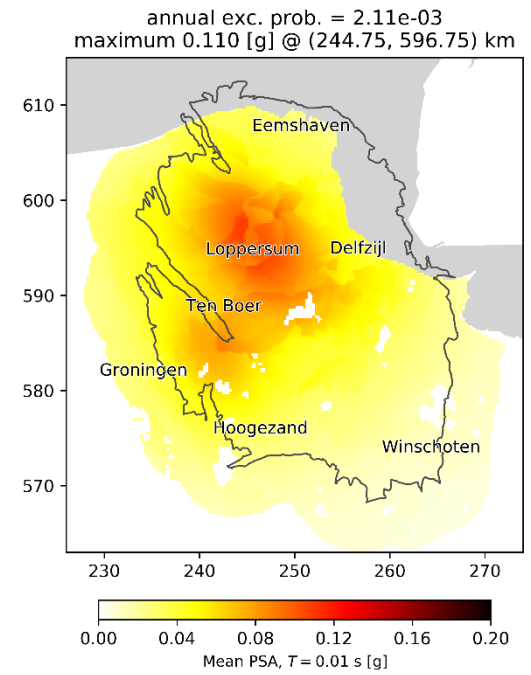 annual exc. prob. = 2.11e-03
maximum 0.110 [g] @ (244.75, 596.75) km
610
Eemshaven
600
Loppersum
Delfzijl
590
Ten Boer
Groningen
580
Hoogezand
Winschoten
570
230 240 250 260 270
0.00 0.04 0.08 0.12 0.16 0.20
Mean PSA, T = 0.01 s [g]